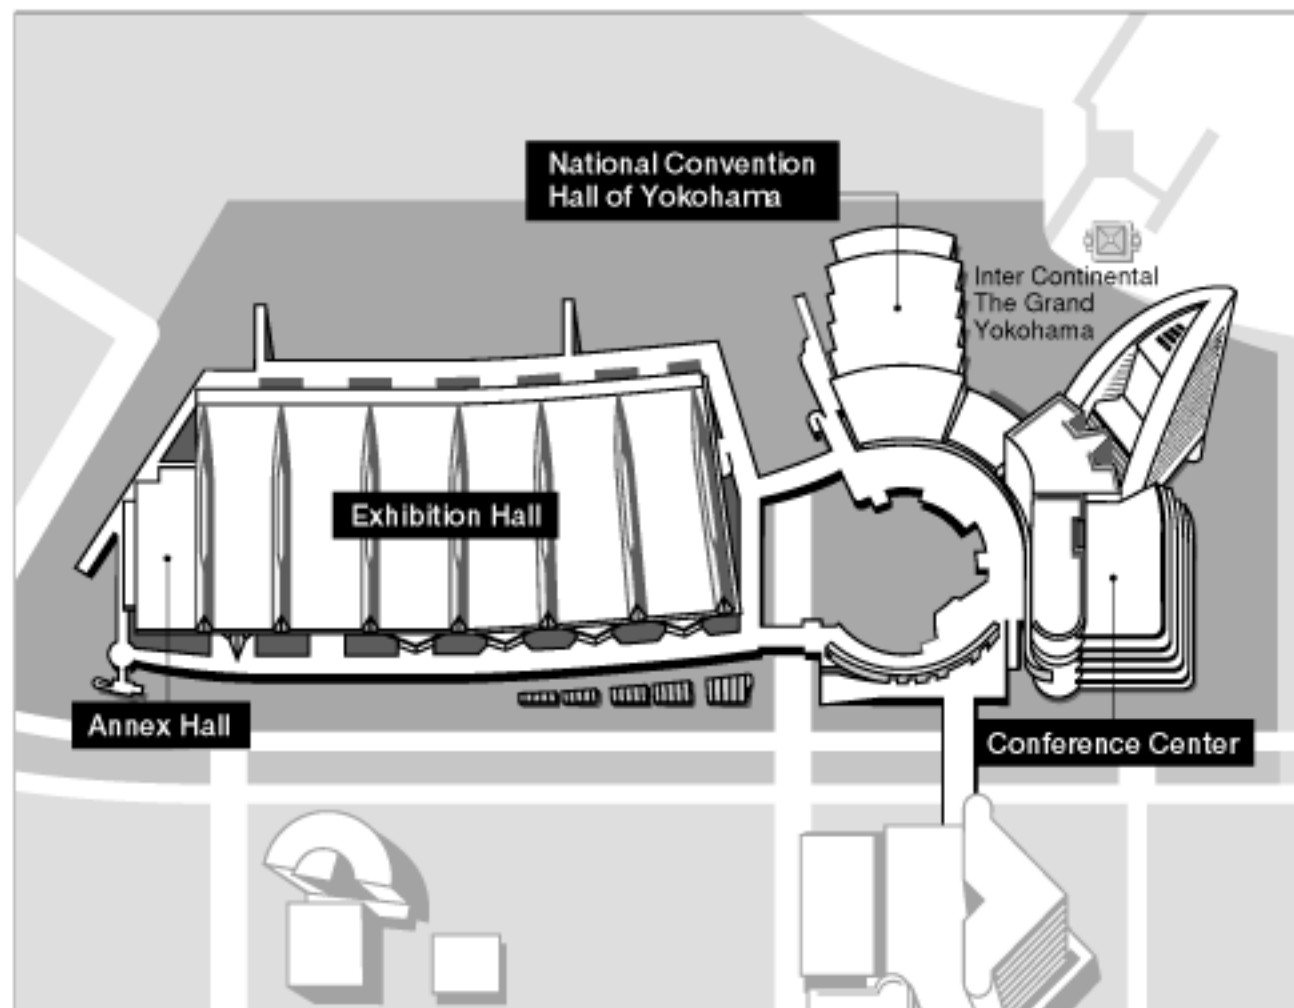 National Convention
Hall of Yokohama
Inter Continental
The Grand
Yokohama
Exhibition Hall
Annex Hall
Conference Center